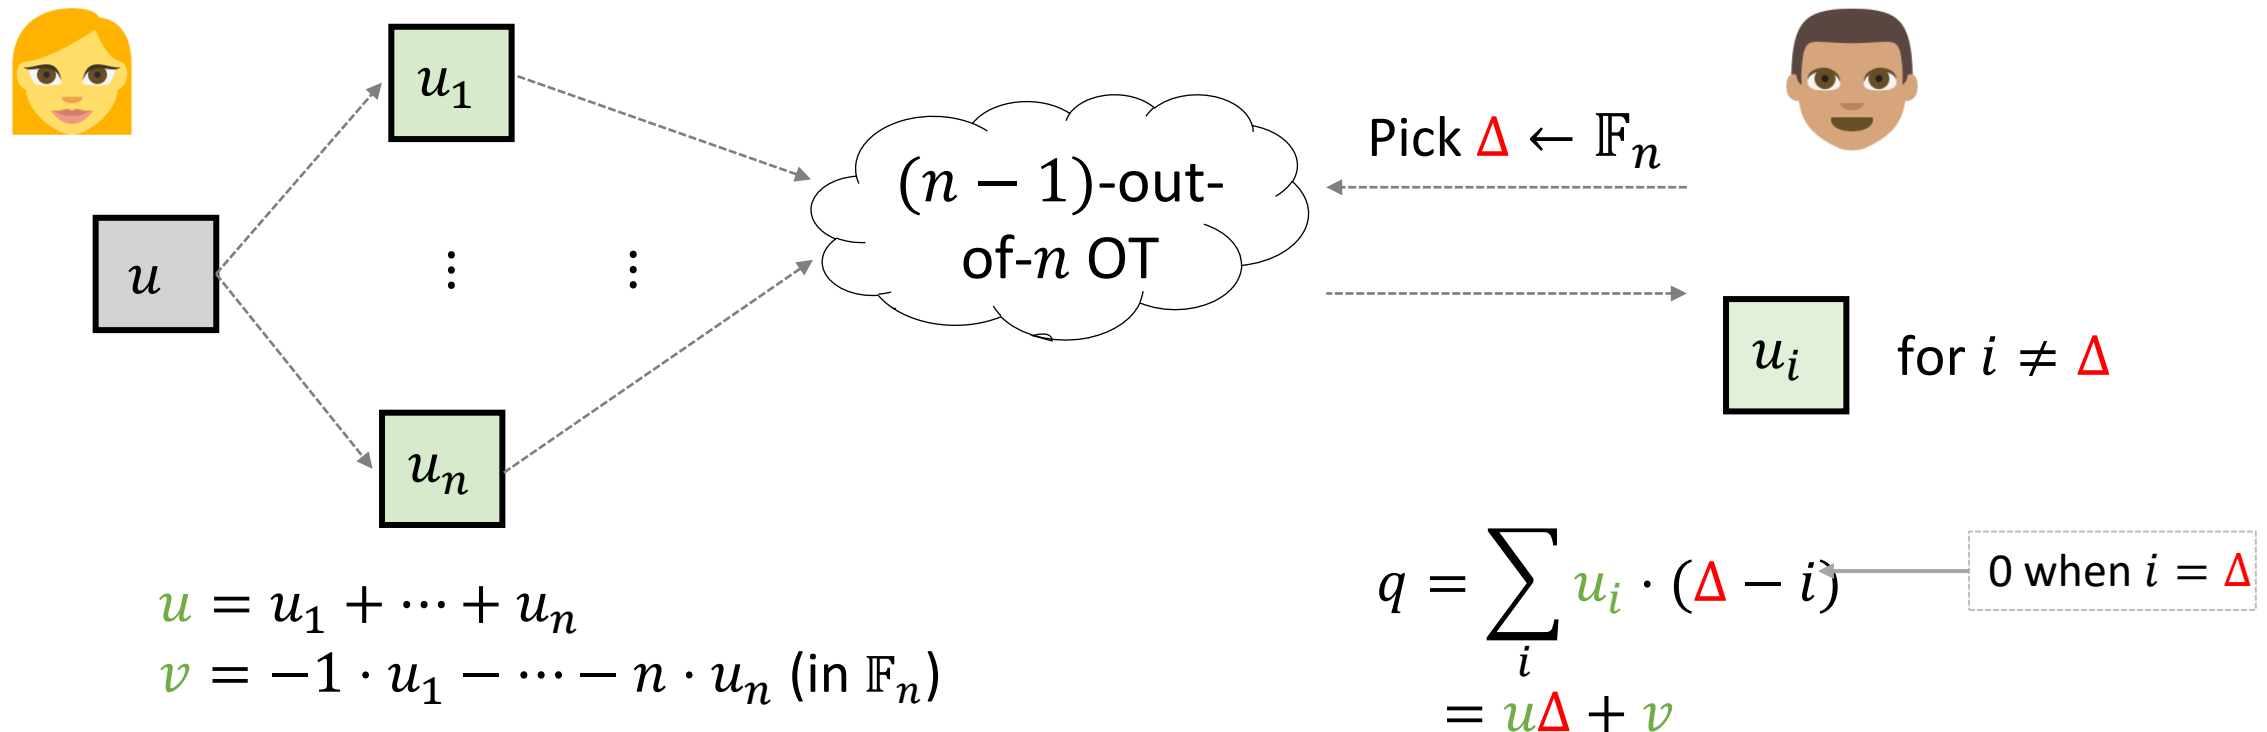 u₁
u
⋮ ⋮
uₙ
(n − 1)-out-
of-n OT
Pick Δ ← 𝔽ₙ
uᵢ for i ≠ Δ
u = u₁ + ⋯ + uₙ
v = −1 · u₁ − ⋯ − n · uₙ (in 𝔽ₙ)
q = ∑ᵢ uᵢ · (Δ − i)
0 when i = Δ
= uΔ + v